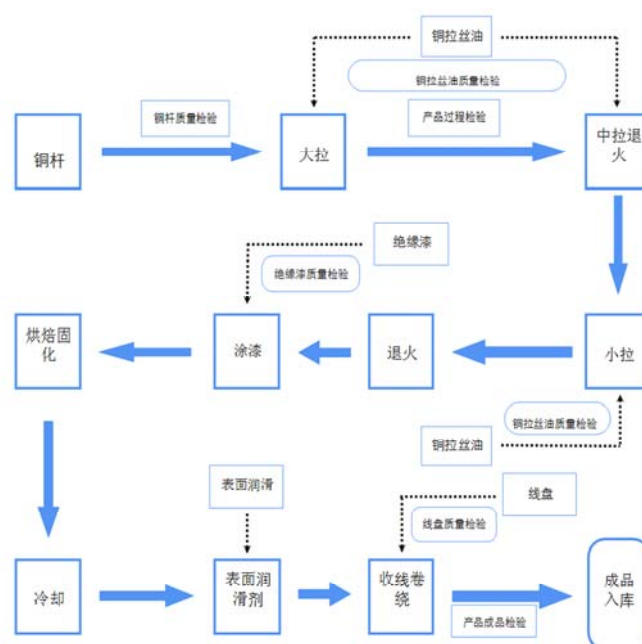 铜拉丝油
铜拉丝油质量检验
铜杆质量检验
产品过程检验
铜杆
大拉
中拉退
火
绝缘漆
绝缘漆质量检验
烘焙固
化
涂漆
退火
小拉
铜拉丝油质量检验
铜拉丝油
表面润滑
线盘
线盘质量检验
冷却
表面润
滑剂
收线卷
绕
成品
入库
产品成品检验